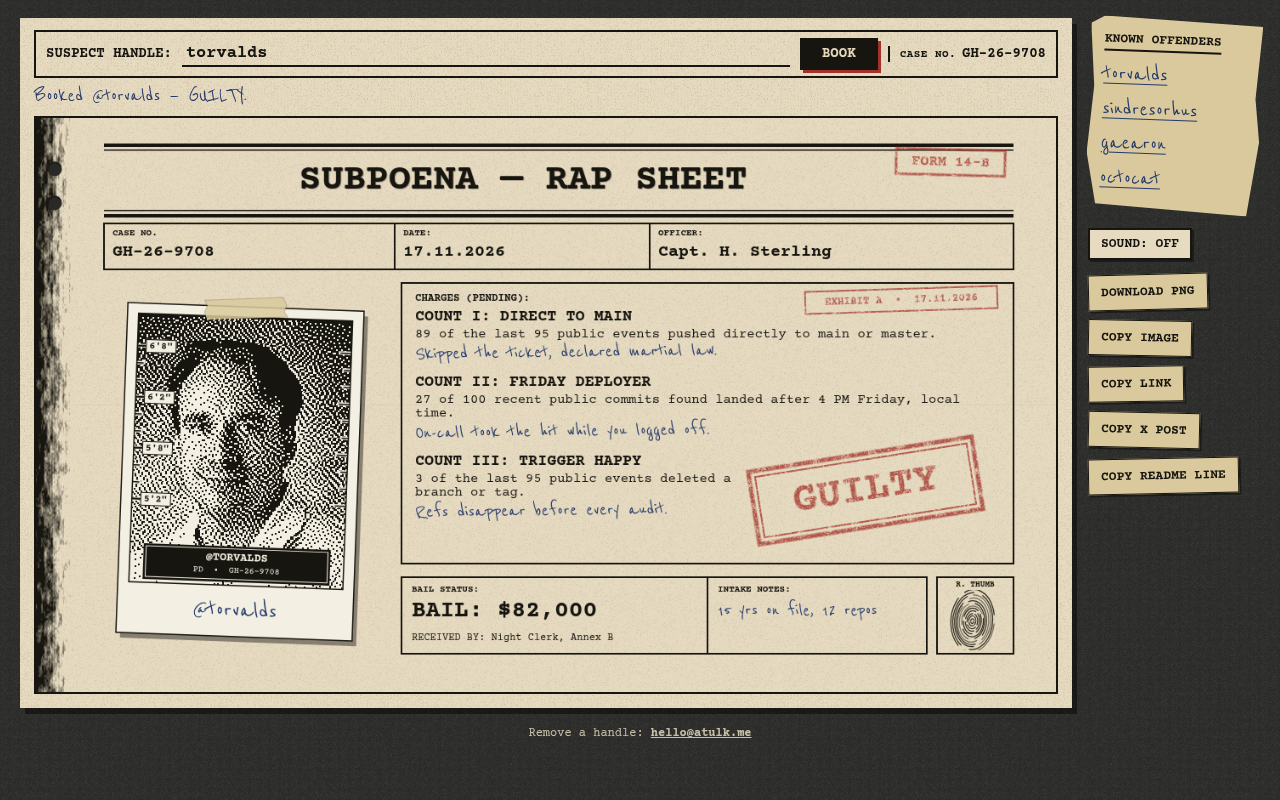 SUSPECT HANDLE: torvalds BOOK CASE NO. GH-26-9708
Booked @torvalds — GUILTY.
SUBPOENA — RAP SHEET
FORM 14-B
CASE NO. DATE: OFFICER:
GH-26-9708 17.11.2026 Capt. H. Sterling
6'8"
6'2"
5'8"
5'2"
@TORVALDS
PD • GH-26-9708
@torvalds
CHARGES (PENDING):
EXHIBIT A • 17.11.2026
COUNT I: DIRECT TO MAIN
89 of the last 95 public events pushed directly to main or master.
Skipped the ticket, declared martial law.
COUNT II: FRIDAY DEPLOYER
27 of 100 recent public commits found landed after 4 PM Friday, local
time.
On-call took the hit while you logged off.
COUNT III: TRIGGER HAPPY
3 of the last 95 public events deleted a
branch or tag.
Refs disappear before every audit.
GUILTY
BAIL STATUS:
BAIL: $82,000
RECEIVED BY: Night Clerk, Annex B
INTAKE NOTES:
15 yrs on file, 12 repos
R. THUMB
KNOWN OFFENDERS
torvalds
sindresorhus
gaearon
octocat
SOUND: OFF
DOWNLOAD PNG
COPY IMAGE
COPY LINK
COPY X POST
COPY README LINE
Remove a handle: hello@atulk.me